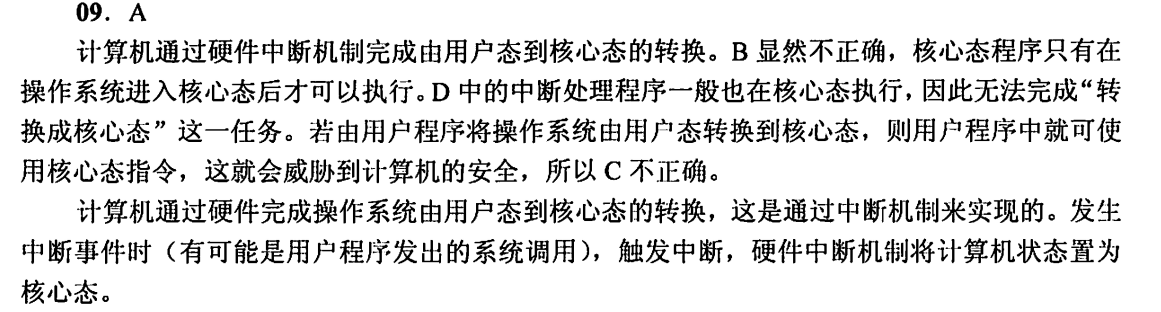 09．A
计算机通过硬件中断机制完成由用户态到核心态的转换。B 显然不正确，核心态程序只有在
操作系统进入核心态后才可以执行。D 中的中断处理程序一般也在核心态执行，因此无法完成“转
换成核心态”这一任务。若由用户程序将操作系统由用户态转换到核心态，则用户程序中就可使
用核心态指令，这就会威胁到计算机的安全，所以 C 不正确。
计算机通过硬件完成操作系统由用户态到核心态的转换，这是通过中断机制来实现的。发生
中断事件时（有可能是用户程序发出的系统调用），触发中断，硬件中断机制将计算机状态置为
核心态。